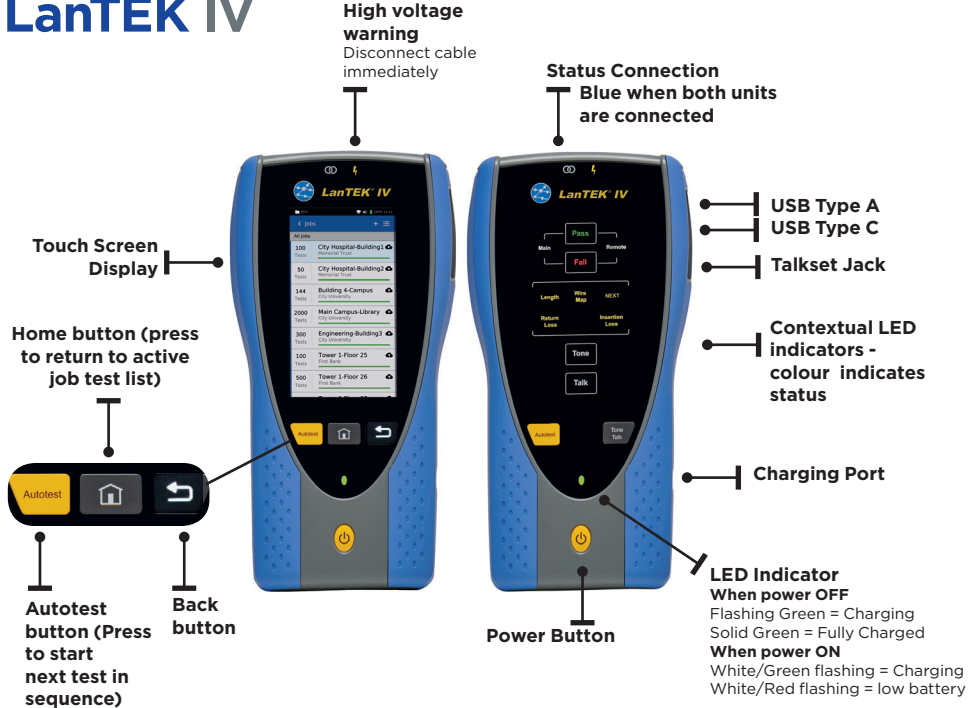 LanTEK IV
High voltage
warning
Disconnect cable
immediately
Status Connection
Blue when both units
are connected
Touch Screen
Display
Home button (press
to return to active
job test list)
Autotest
Autotest
button (Press
to start
next test in
sequence)
Back
button
LanTEK® IV
Jobs
All Jobs
100 City Hospital-Building1
Tests Memorial Trust
50 City Hospital-Building2
Tests Memorial Trust
144 Building 4-Campus
Tests City University
2000 Main Campus-Library
Tests City University
300 Engineering-Building3
Tests City University
100 Tower 1-Floor 25
Tests First Bank
500 Tower 1-Floor 26
Tests First Bank
Autotest
LanTEK® IV
Pass
Main Remote
Fail
Length Wire Map NEXT
Return Loss Insertion Loss
Tone
Talk
Autotest
Tone
Talk
USB Type A
USB Type C
Talkset Jack
Contextual LED
indicators -
colour indicates
status
Charging Port
Power Button
LED Indicator
When power OFF
Flashing Green = Charging
Solid Green = Fully Charged
When power ON
White/Green flashing = Charging
White/Red flashing = low battery